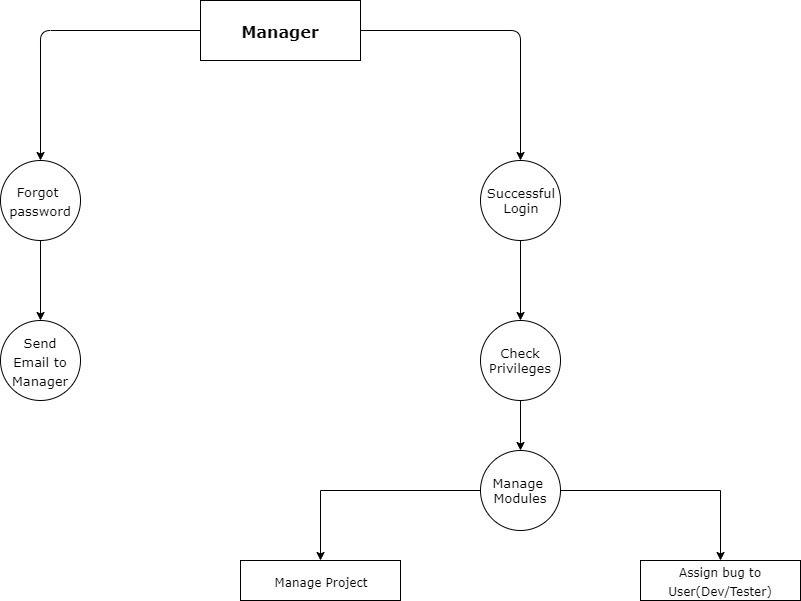 Manager
Forgot
password
Successful
Login
Send
Email to
Manager
Check
Privileges
Manage
Modules
Manage Project
Assign bug to
User(Dev/Tester)